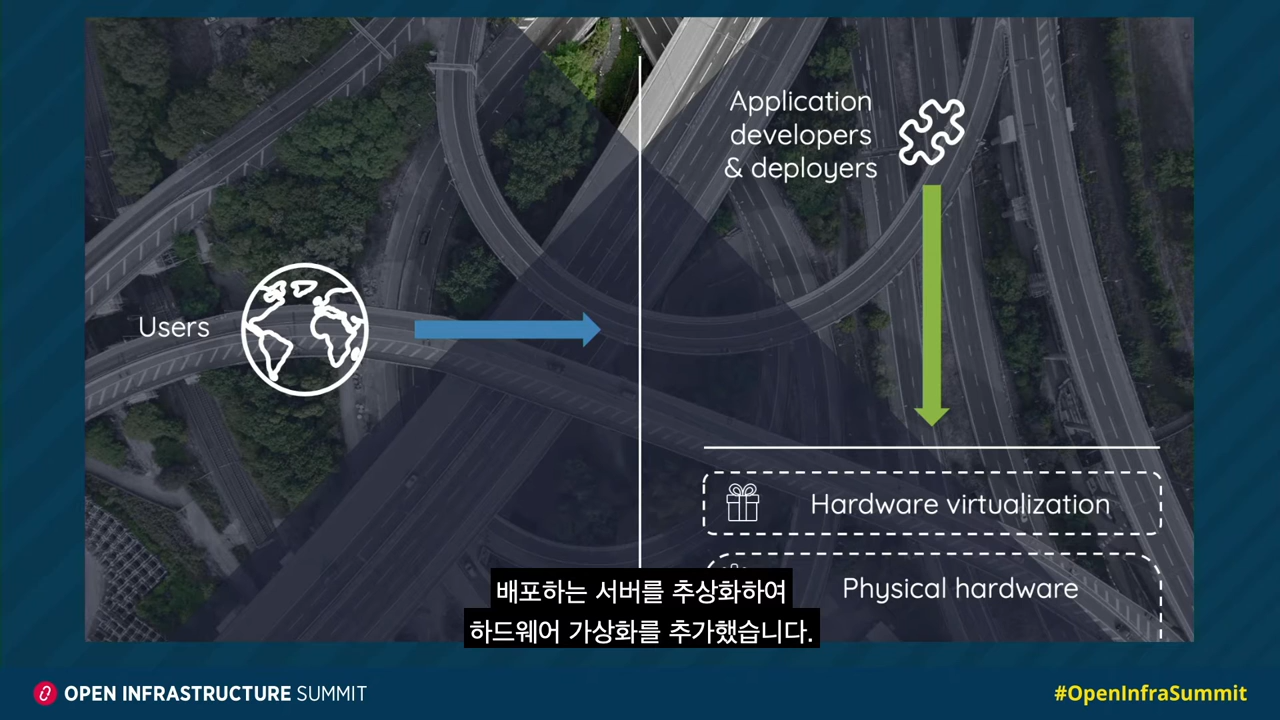 Application
developers
& deployers
Users
Hardware virtualization
Physical hardware
배포하는 서버를 추상화하여
하드웨어 가상화를 추가했습니다.
OPEN INFRASTRUCTURE SUMMIT
#OpenInfraSummit